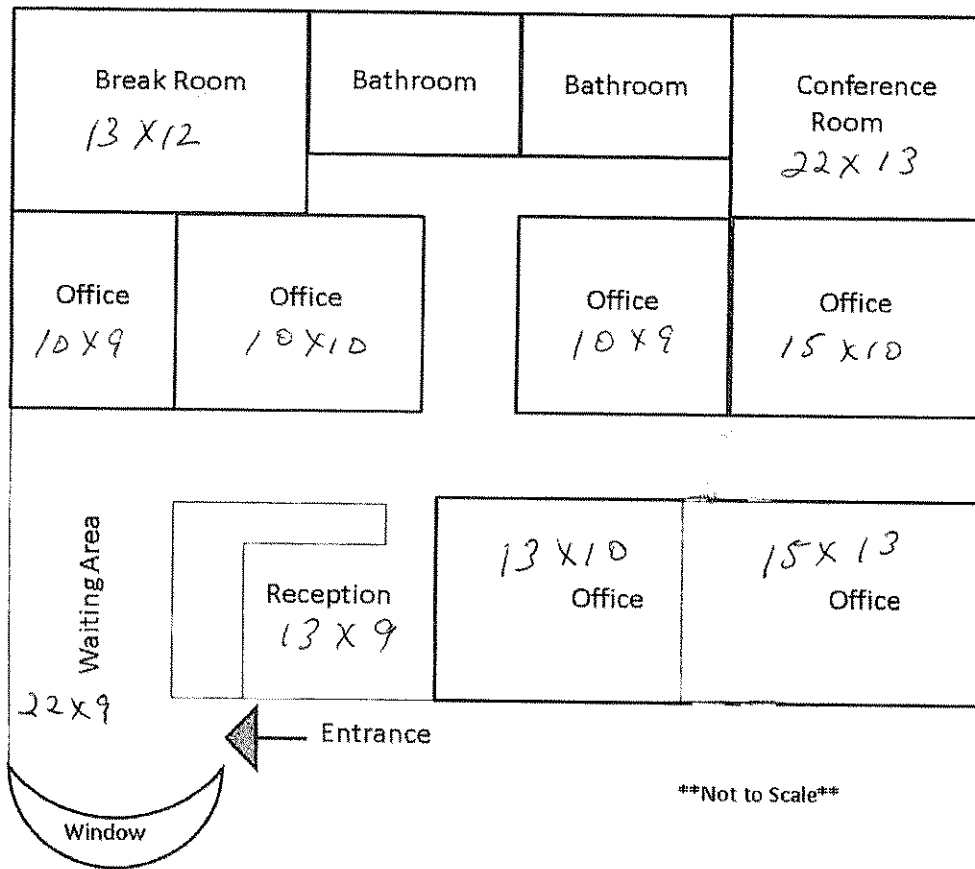 Break Room
13 X 12
Bathroom
Bathroom
Conference
Room
22 X 13
Office
10 X 9
Office
10 X 10
Office
10 X 9
Office
15 X 10
Waiting Area
22 X 9
Reception
13 X 9
13 X 10
Office
15 X 13
Office
Entrance
Window
**Not to Scale**